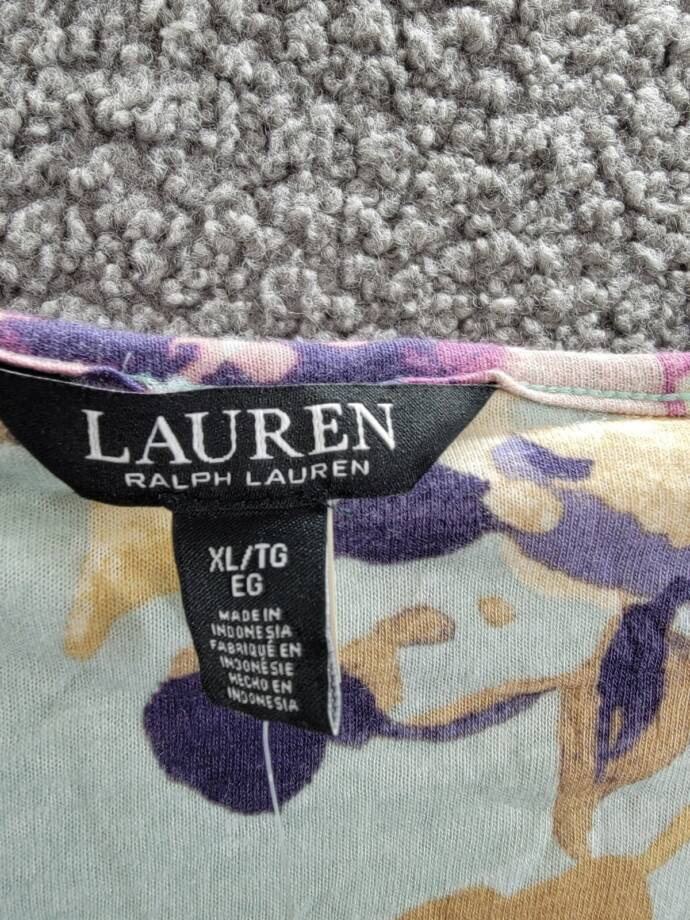 LAUREN
RALPH LAUREN
XL/TG
EG
MADE IN
INDONESIA
FABRIQUÉ EN
INDONÉSIE
HECHO EN
INDONESIA